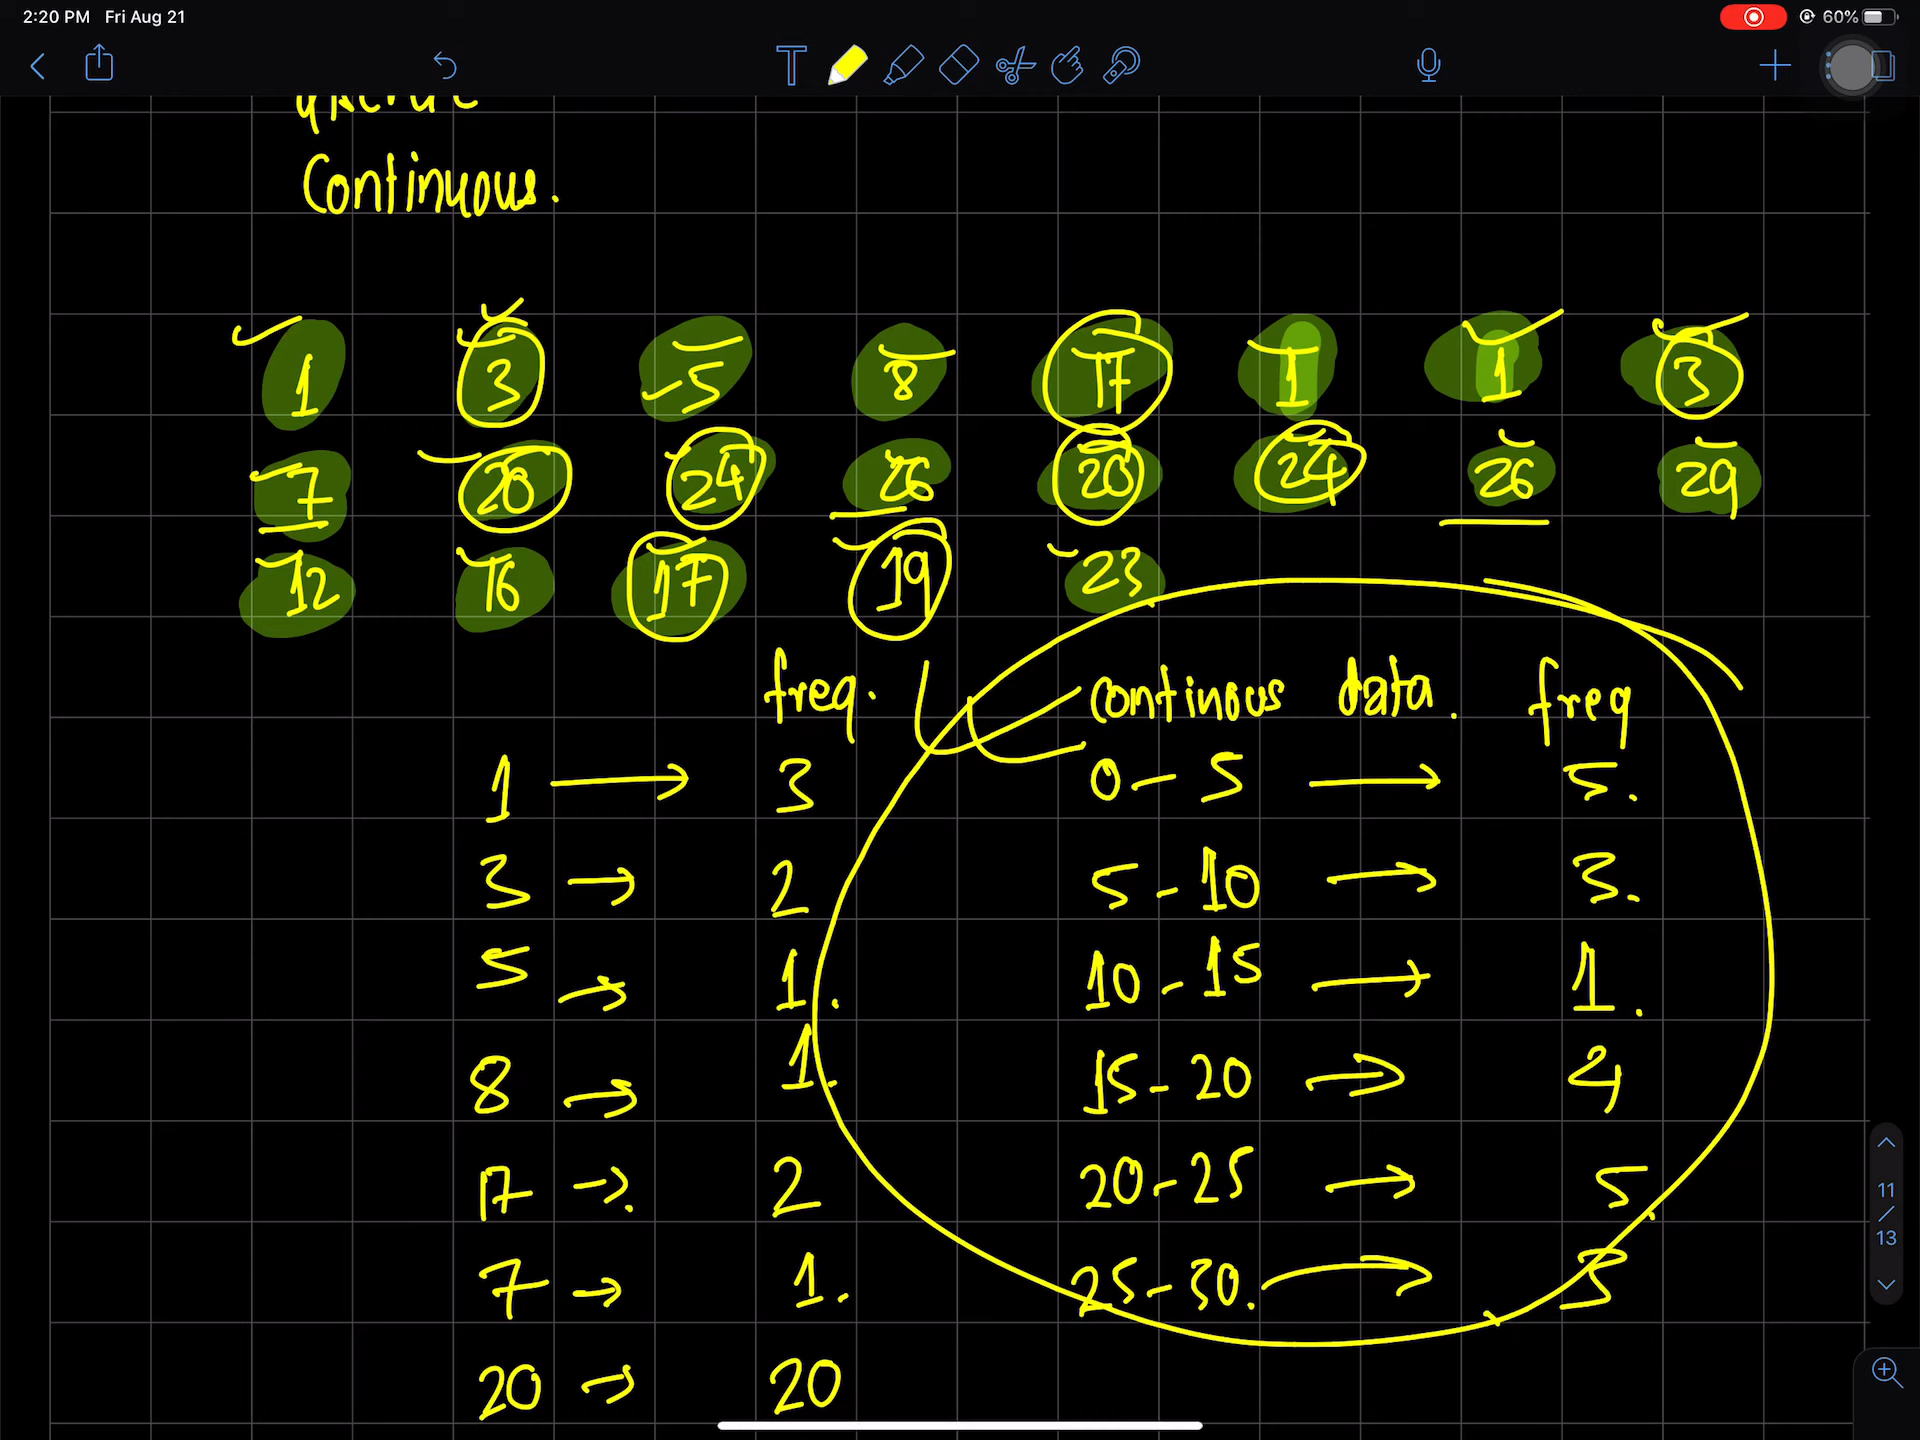 2:20 PM Fri Aug 21 60%
T
Continuous.
1 3 5 8 17 1 1 3
7 20 24 26 20 24 26 29
12 16 17 19 23
freq. continous data. freq
1 → 3 0 - 5 → 5.
3 → 2 5 - 10 → 3.
5 → 1. 10 - 15 → 1.
8 → 1. 15 - 20 → 4
17 → 2 20 - 25 → 5.
7 → 1. 25 - 30. → 3
20 → 20
11
/
13